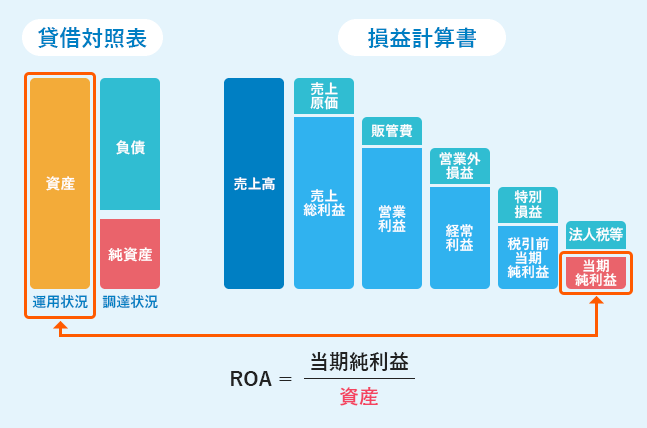 貸借対照表
損益計算書
資産
負債
純資産
運用状況
調達状況
売上高
売上
原価
売上
総利益
販管費
営業
利益
営業外
損益
経常
利益
特別
損益
税引前
当期
純利益
法人税等
当期
純利益
ROA = 当期純利益
資産